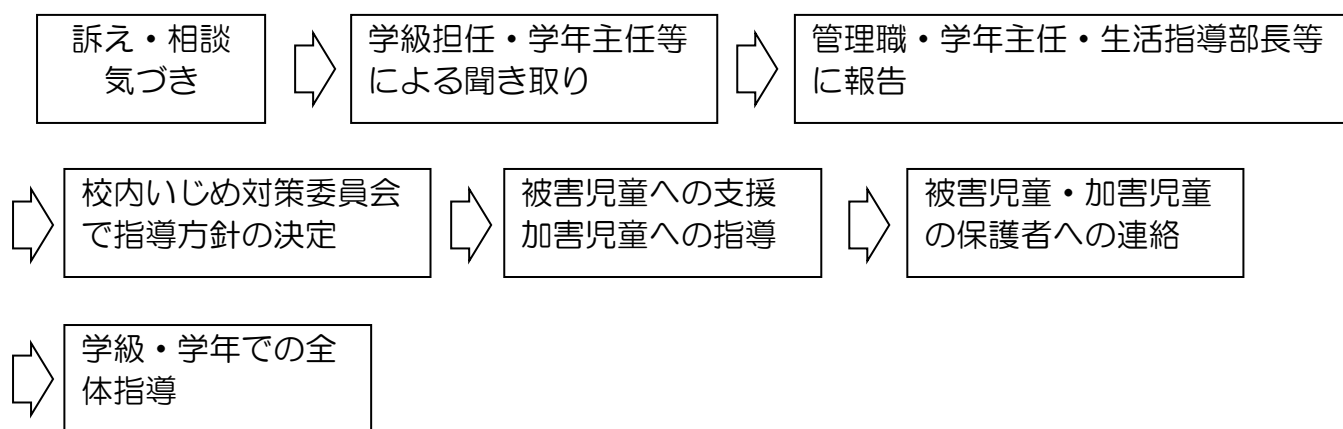 訴え・相談
気づき
学級担任・学年主任等
による聞き取り
管理職・学年主任・生活指導部長等
に報告
校内いじめ対策委員会
で指導方針の決定
被害児童への支援
加害児童への指導
被害児童・加害児童
の保護者への連絡
学級・学年での全
体指導